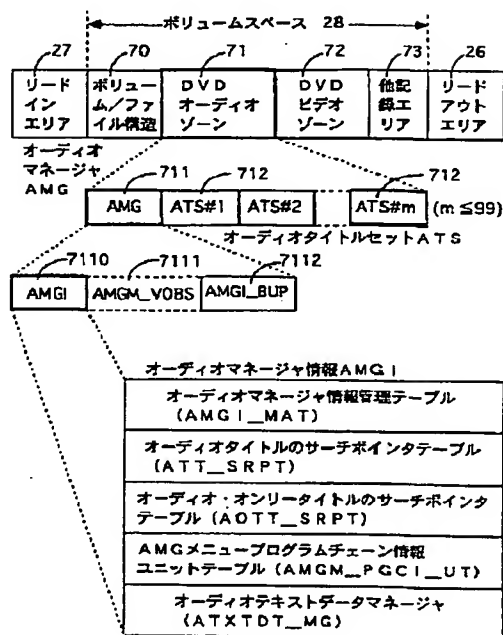 ボリュームスペース 28
27
70
71
72
73
26
リード
イン
エリア
ボリュー
ム/ファ
イル構造
DVD
オーディオ
ゾーン
DVD
ビデオ
ゾーン
他記
録エ
リア
リード
アウト
エリア
オーディオ
マネージャ
AMG
711
712
712
AMG
ATS#1
ATS#2
ATS#m
(m≦99)
オーディオタイトルセットATS
7110
7111
7112
AMGI
AMGM_VOBS
AMGI_BUP
オーディオマネージャ情報AMGI
オーディオマネージャ情報管理テーブル
(AMGI_MAT)
オーディオタイトルのサーチポインタテーブル
(ATT_SRPT)
オーディオ・オンリータイトルのサーチポインタ
テーブル(AOTT_SRPT)
AMGメニュープログラムチェーン情報
ユニットテーブル(AMGM_PGCI_UT)
オーディオテキストデータマネージャ
(ATXTDT_MG)